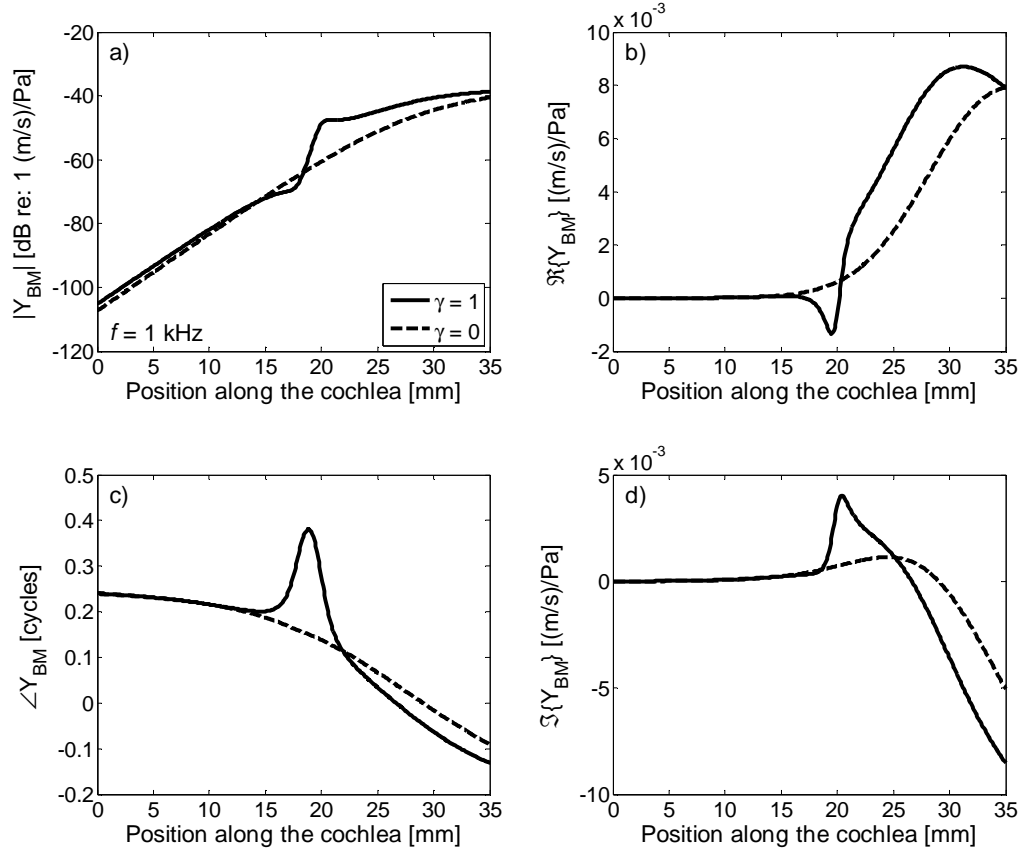 a)
|Y_BM| [dB re: 1 (m/s)/Pa]
-20
-40
-60
-80
-100
-120
f = 1 kHz
γ = 1
γ = 0
0 5 10 15 20 25 30 35
Position along the cochlea [mm]
b)
x 10^-3
ℜ{Y_BM} [(m/s)/Pa]
10
8
6
4
2
0
-2
0 5 10 15 20 25 30 35
Position along the cochlea [mm]
c)
∠Y_BM [cycles]
0.5
0.4
0.3
0.2
0.1
0
-0.1
-0.2
0 5 10 15 20 25 30 35
Position along the cochlea [mm]
d)
x 10^-3
ℑ{Y_BM} [(m/s)/Pa]
5
0
-5
-10
0 5 10 15 20 25 30 35
Position along the cochlea [mm]